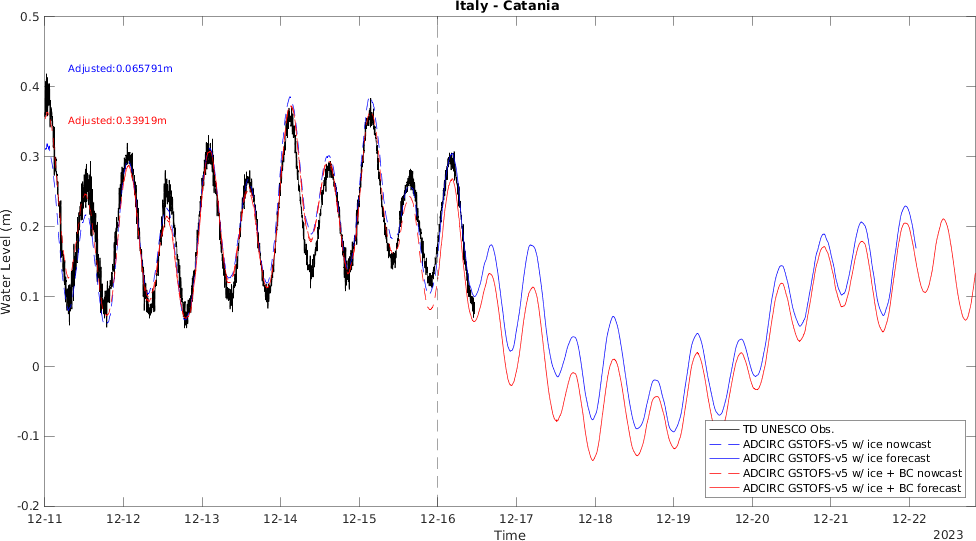 Italy - Catania
0.5
0.4
0.3
0.2
0.1
0
-0.1
-0.2
Water Level (m)
Adjusted:0.065791m
Adjusted:0.33919m
TD UNESCO Obs.
ADCIRC GSTOFS-v5 w/ ice nowcast
ADCIRC GSTOFS-v5 w/ ice forecast
ADCIRC GSTOFS-v5 w/ ice + BC nowcast
ADCIRC GSTOFS-v5 w/ ice + BC forecast
12-11 12-12 12-13 12-14 12-15 12-16 12-17 12-18 12-19 12-20 12-21 12-22
Time
2023